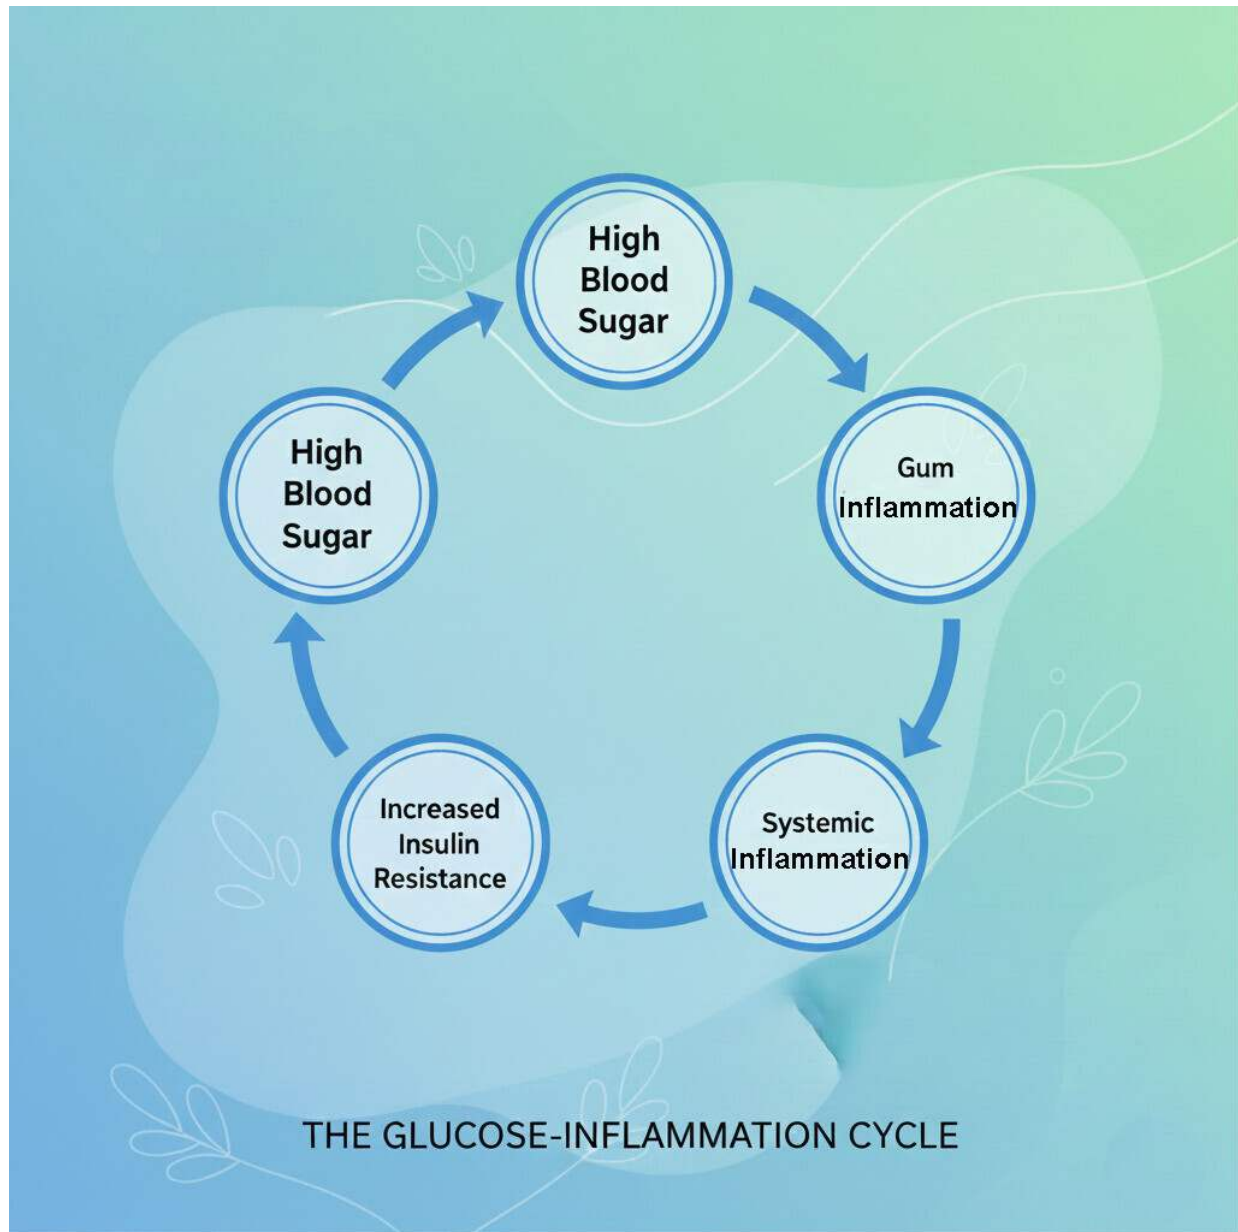 High
Blood
Sugar
Gum
Inflammation
Systemic
Inflammation
Increased
Insulin
Resistance
High
Blood
Sugar
THE GLUCOSE-INFLAMMATION CYCLE